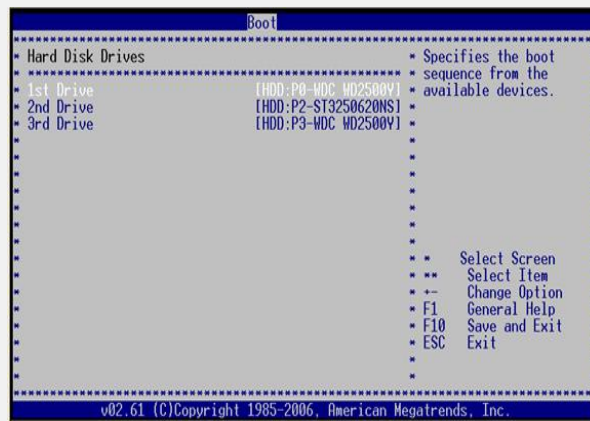 Boot
Hard Disk Drives
1st Drive [HDD:P0-WDC WD2500Y]
2nd Drive [HDD:P2-ST3250620NS]
3rd Drive [HDD:P3-WDC WD2500Y]
Specifies the boot
sequence from the
available devices.
* Select Screen
** Select Item
+- Change Option
F1 General Help
F10 Save and Exit
ESC Exit
v02.61 (C)Copyright 1985-2006, American Megatrends, Inc.